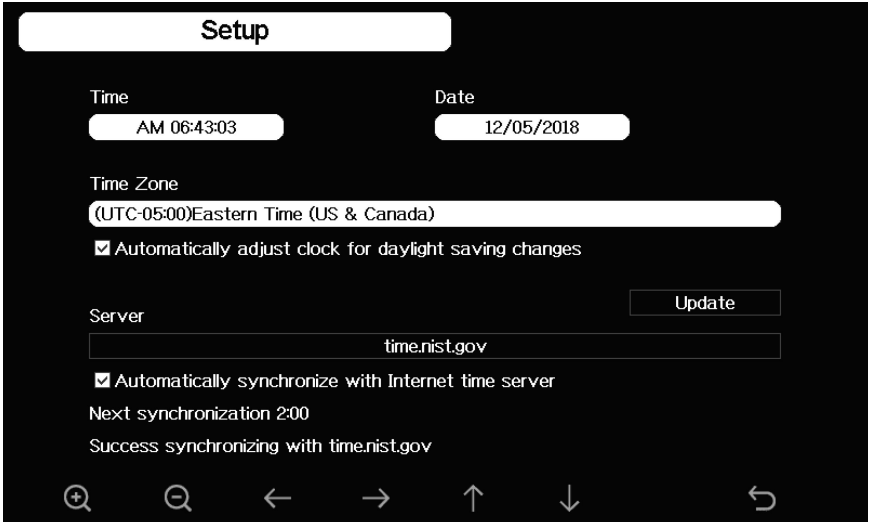 Setup
Time Date
AM 06:43:03 12/05/2018
Time Zone
(UTC-05:00)Eastern Time (US & Canada)
Automatically adjust clock for daylight saving changes
Update
Server
time.nist.gov
Automatically synchronize with Internet time server
Next synchronization 2:00
Success synchronizing with time.nist.gov